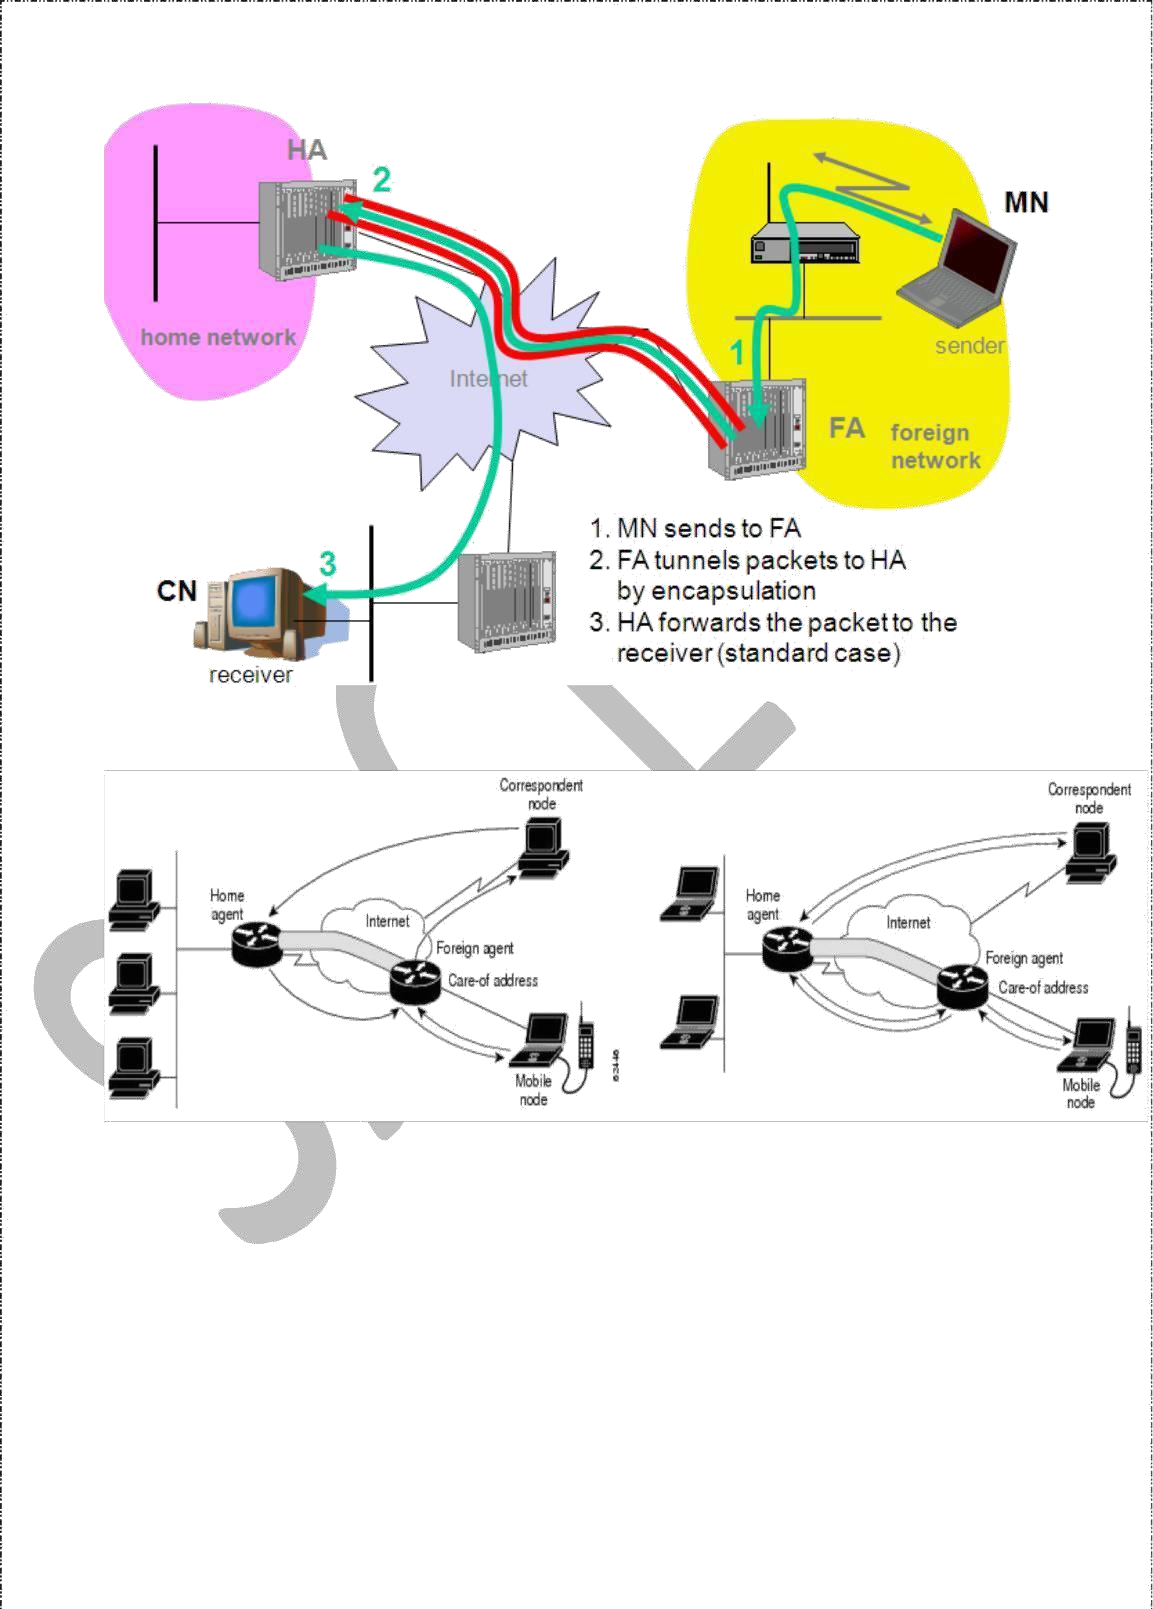 HA
2
MN
home network
1
sender
Internet
FA
foreign
network
1. MN sends to FA
2. FA tunnels packets to HA
by encapsulation
3. HA forwards the packet to the
receiver (standard case)
3
CN
receiver
Correspondent
node
Home
agent
Internet
Foreign agent
Care-of address
Mobile
node
Correspondent
node
Home
agent
Internet
Foreign agent
Care-of address
Mobile
node